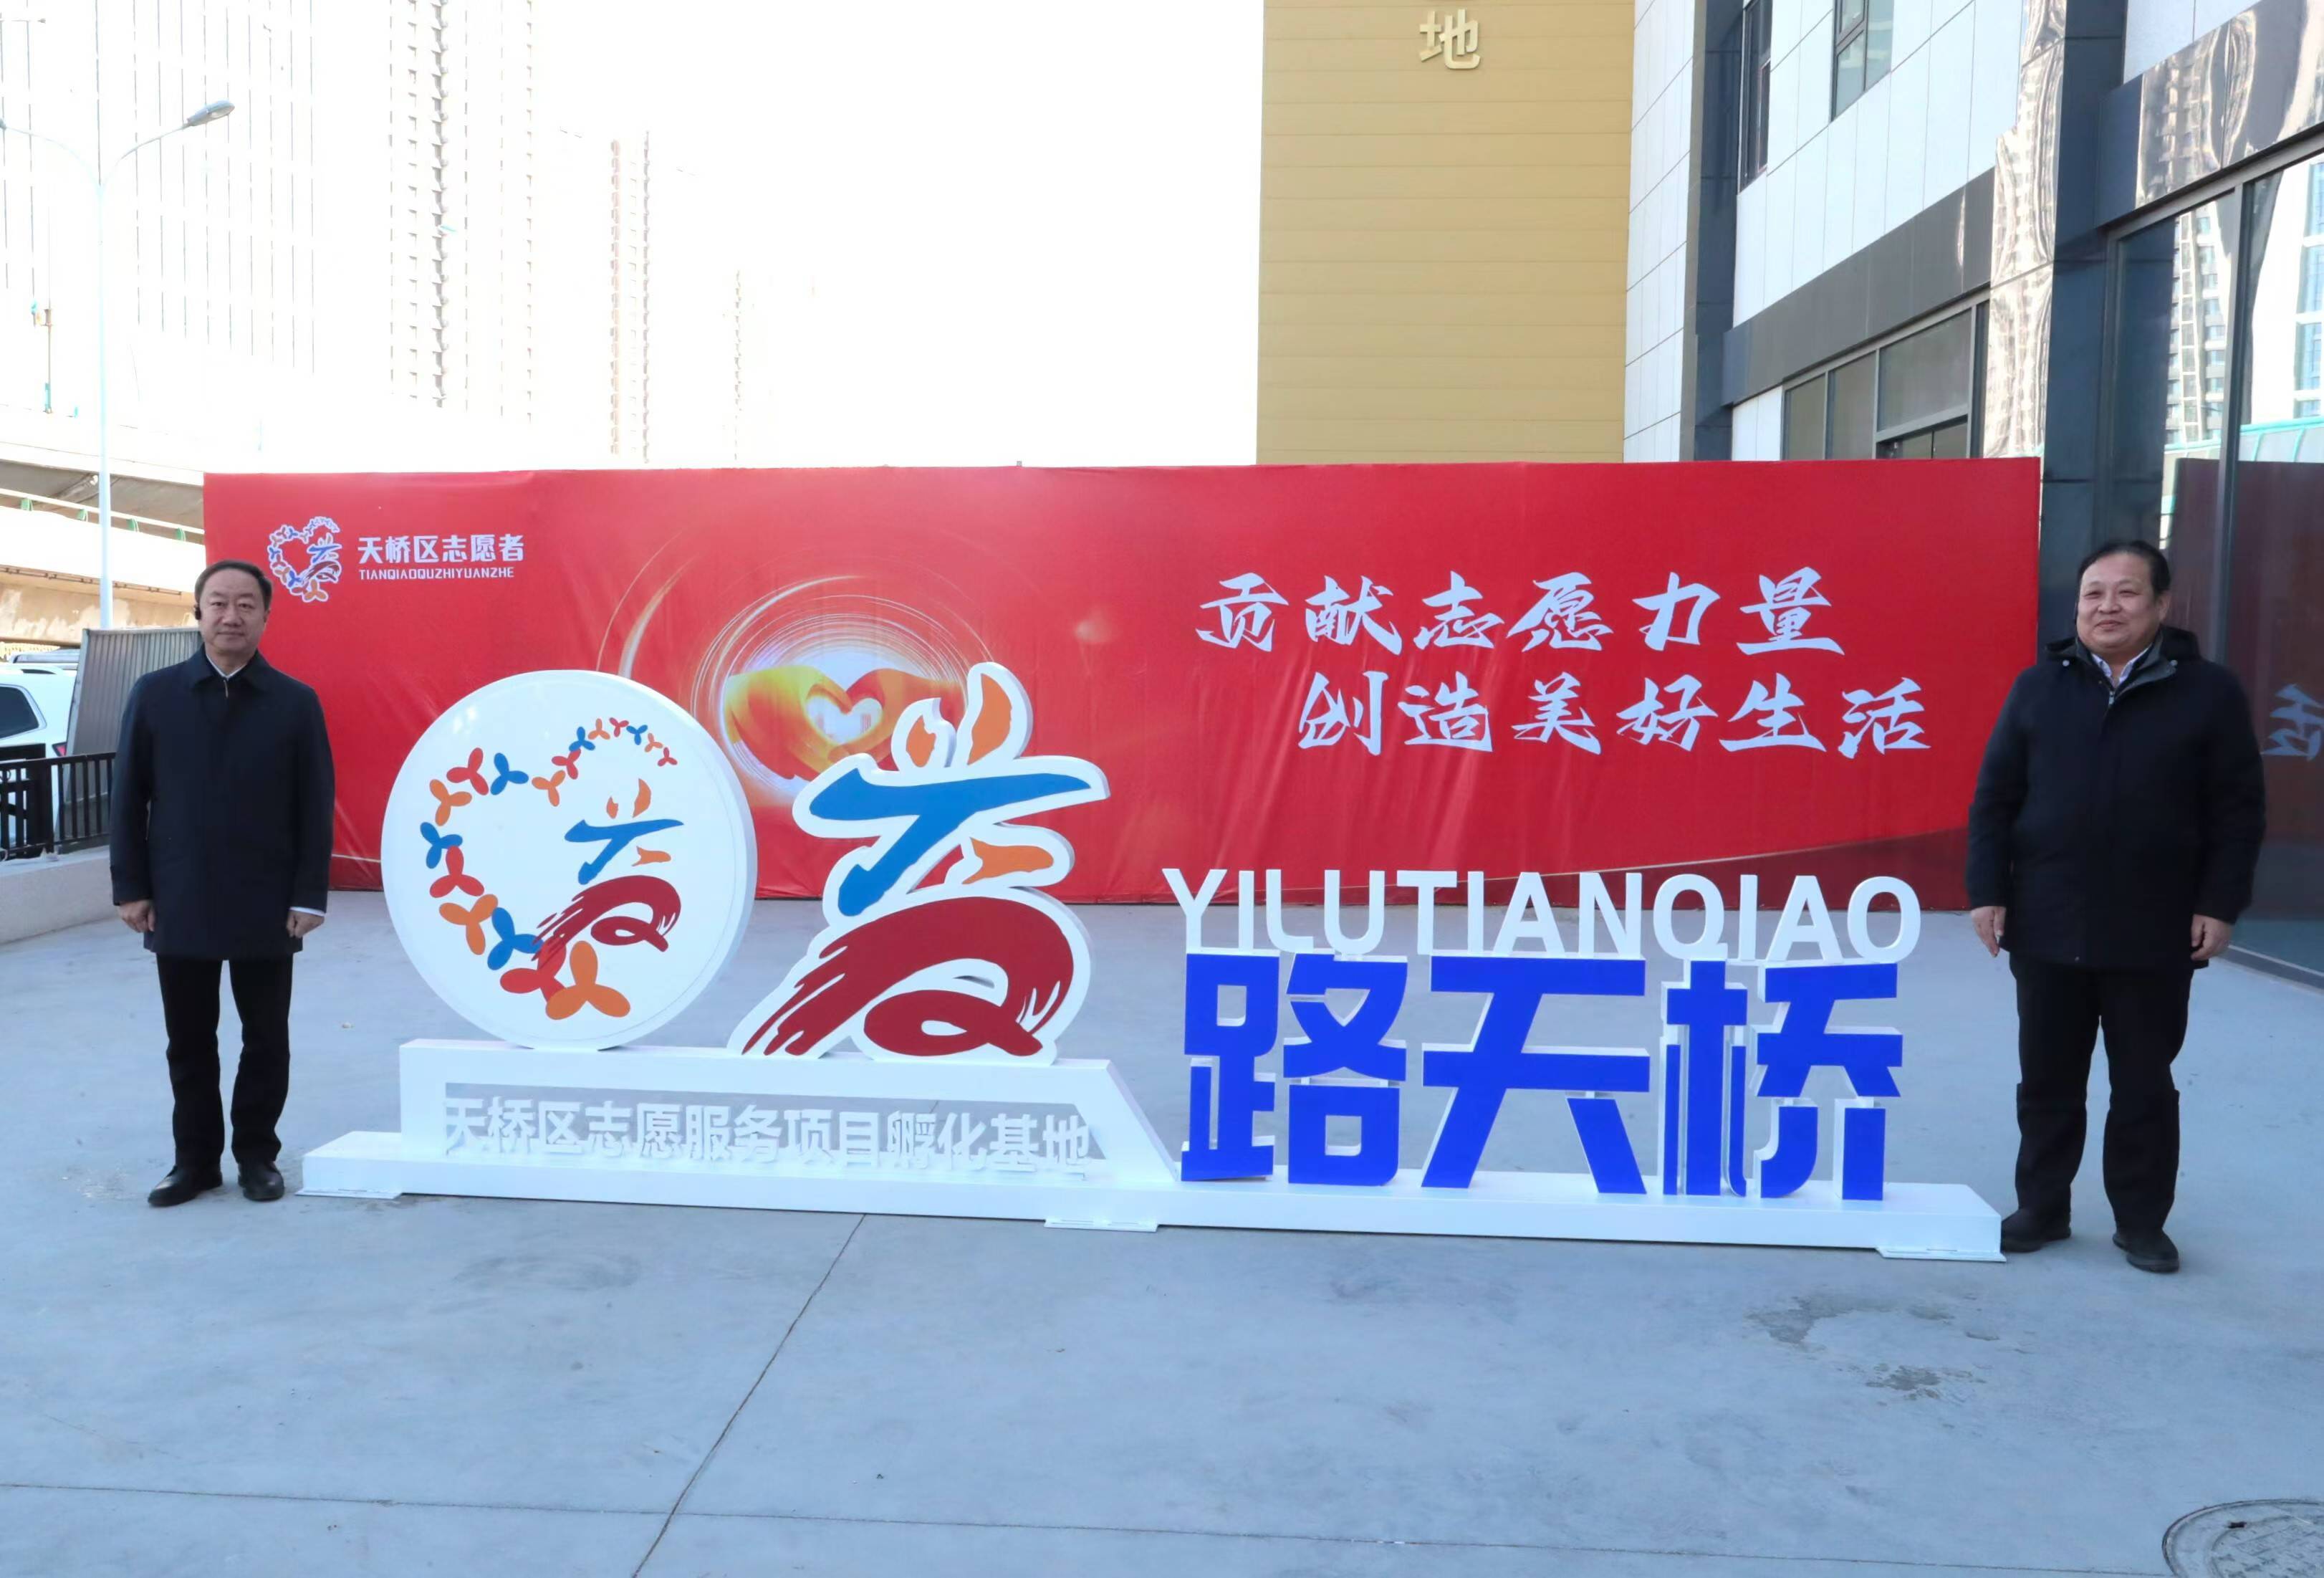 地
天桥区志愿者
TIANQIAOQUZHIYUANZHE
贡献志愿力量
创造美好生活
YILUTIANQIAO
路天桥
天桥区志愿服务项目孵化基地